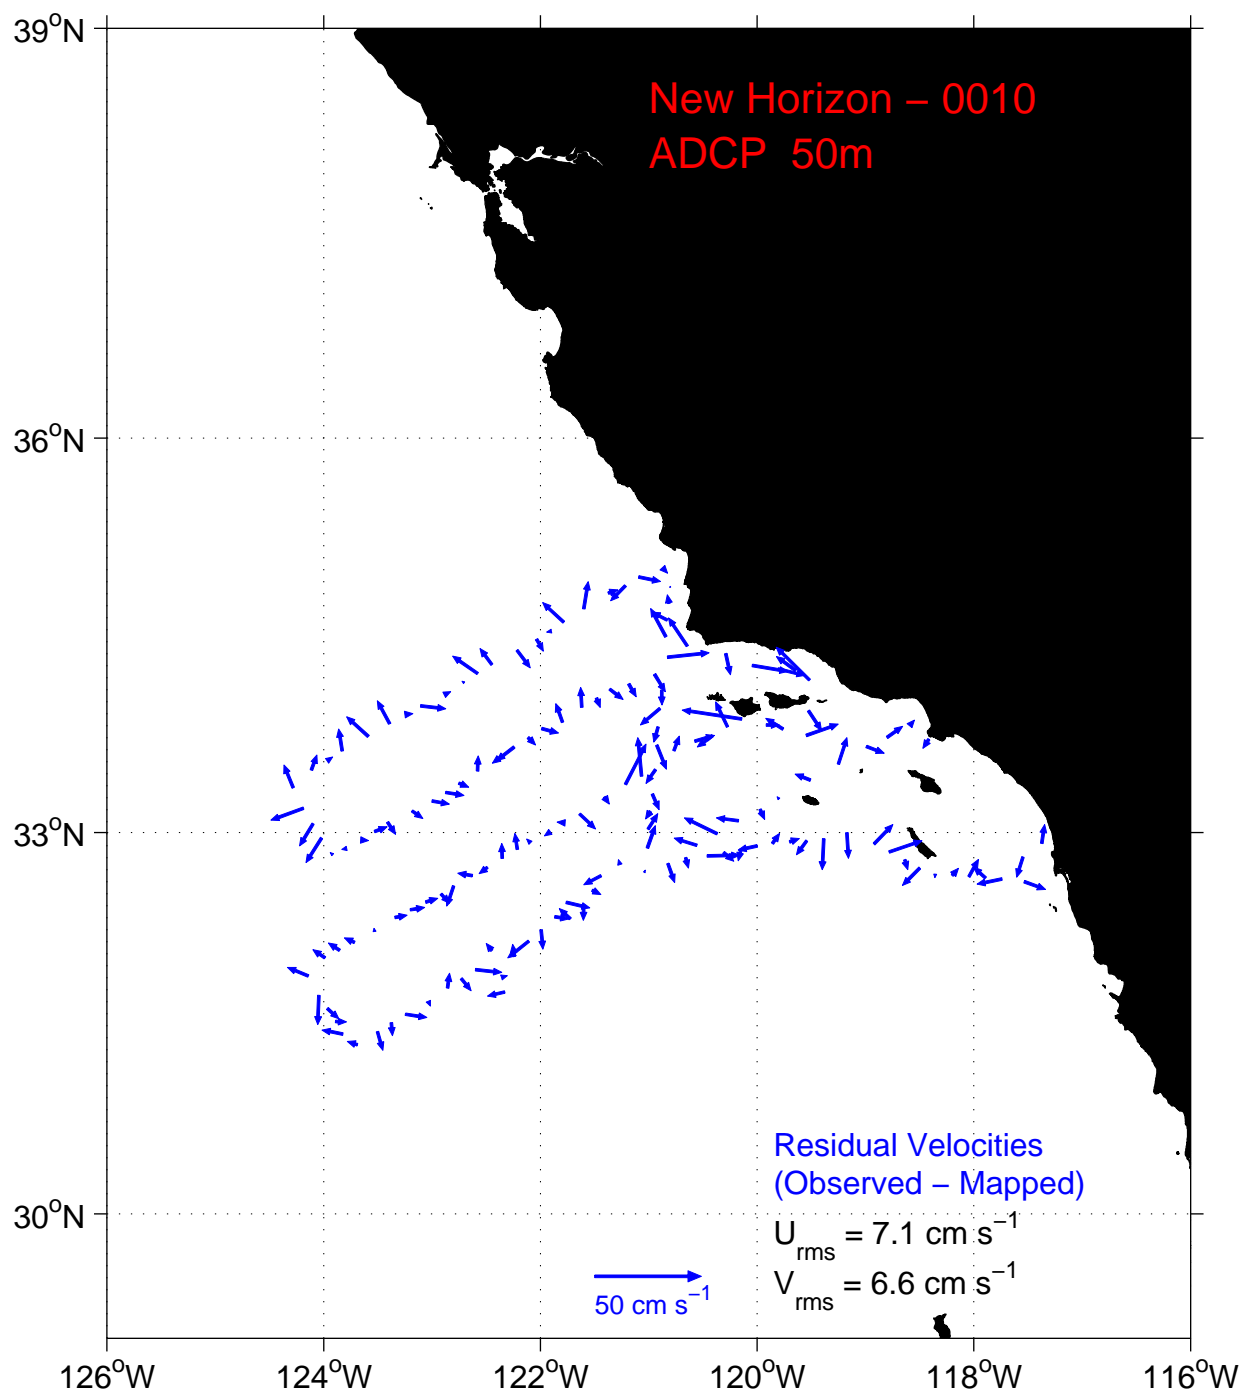 39°N
New Horizon – 0010
ADCP 50m
36°N
33°N
Residual Velocities
(Observed – Mapped)
30°N
U_rms = 7.1 cm s⁻¹
V_rms = 6.6 cm s⁻¹
50 cm s⁻¹
126°W 124°W 122°W 120°W 118°W 116°W